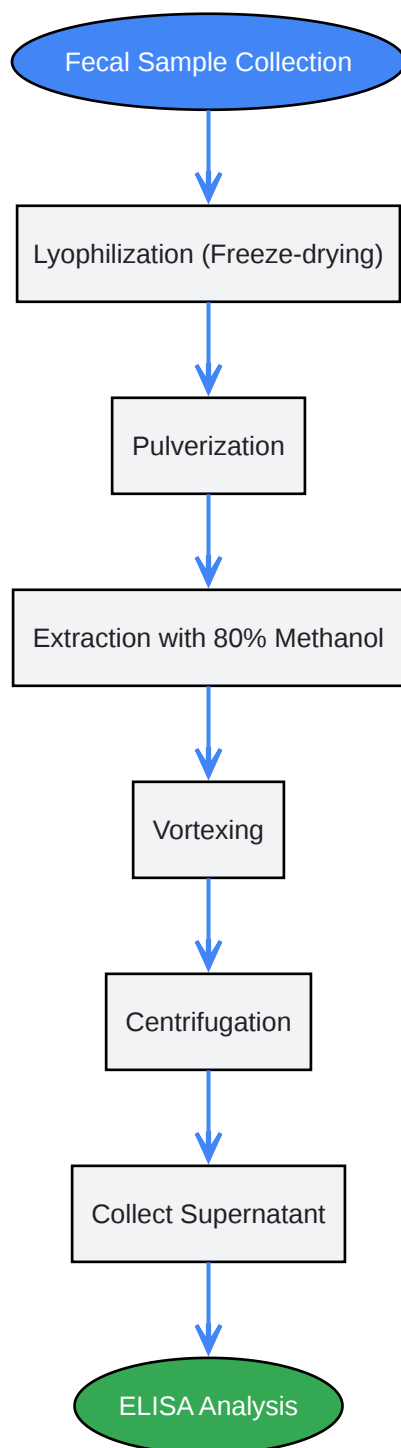 Fecal Sample Collection
Lyophilization (Freeze-drying)
Pulverization
Extraction with 80% Methanol
Vortexing
Centrifugation
Collect Supernatant
ELISA Analysis